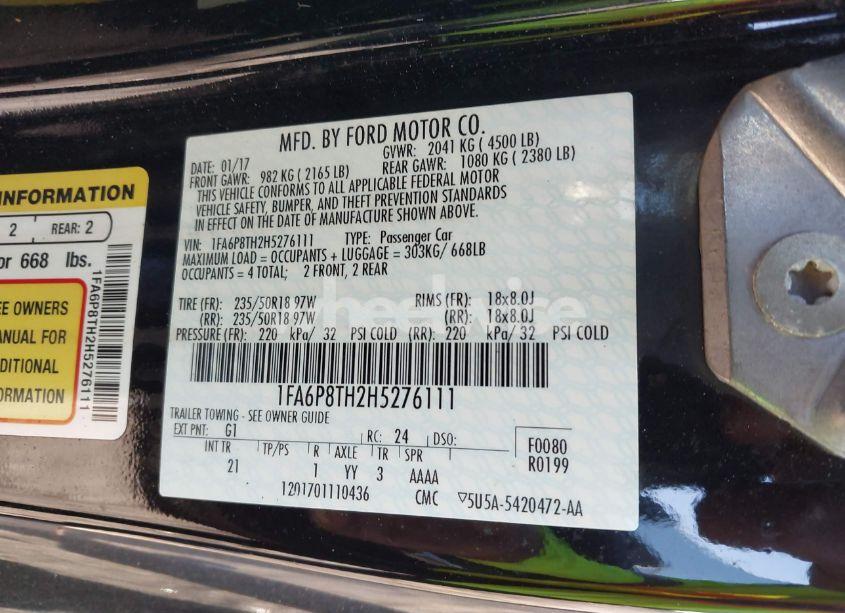 MFD. BY FORD MOTOR CO.
DATE: 01/17 GVWR: 2041 KG ( 4500 LB)
FRONT GAWR: 982 KG ( 2165 LB) REAR GAWR: 1080 KG ( 2380 LB)
THIS VEHICLE CONFORMS TO ALL APPLICABLE FEDERAL MOTOR
VEHICLE SAFETY, BUMPER, AND THEFT PREVENTION STANDARDS
IN EFFECT ON THE DATE OF MANUFACTURE SHOWN ABOVE.
VIN: 1FA6P8TH2H5276111 TYPE: Passenger Car
MAXIMUM LOAD = OCCUPANTS + LUGGAGE = 303KG/ 668LB
OCCUPANTS = 4 TOTAL; 2 FRONT, 2 REAR
TIRE (FR): 235/50R18 97W RIMS (FR): 18x8.0J
(RR): 235/50R18 97W (RR): 18x8.0J
PRESSURE (FR): 220 kPa/ 32 PSI COLD (RR): 220 kPa/ 32 PSI COLD
1FA6P8TH2H5276111
TRAILER TOWING - SEE OWNER GUIDE
EXT PNT: G1 RC: 24 DSO: F0080
INT TR TP/PS R AXLE TR SPR R0199
21 1 YY 3 AAAA
1201701110436 CMC ▽5U5A-5420472-AA
INFORMATION
2 REAR: 2
or 668 lbs.
EE OWNERS
MANUAL FOR
DDITIONAL
FORMATION
1FA6P8TH2H5276111
wheelwise